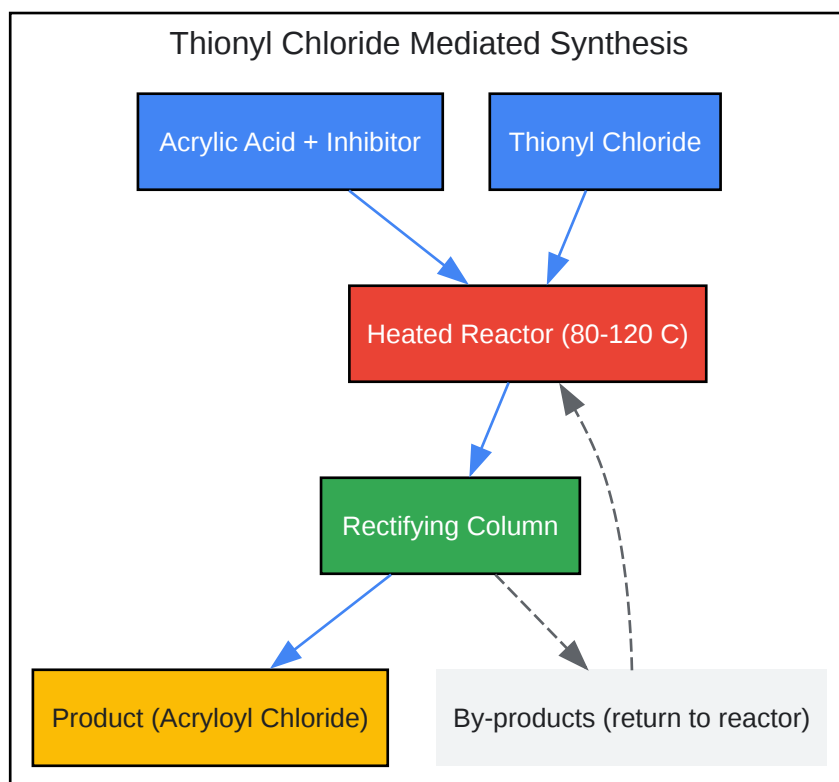 Thionyl Chloride Mediated Synthesis
Acrylic Acid + Inhibitor
Thionyl Chloride
Heated Reactor (80-120 C)
Rectifying Column
Product (Acryloyl Chloride)
By-products (return to reactor)